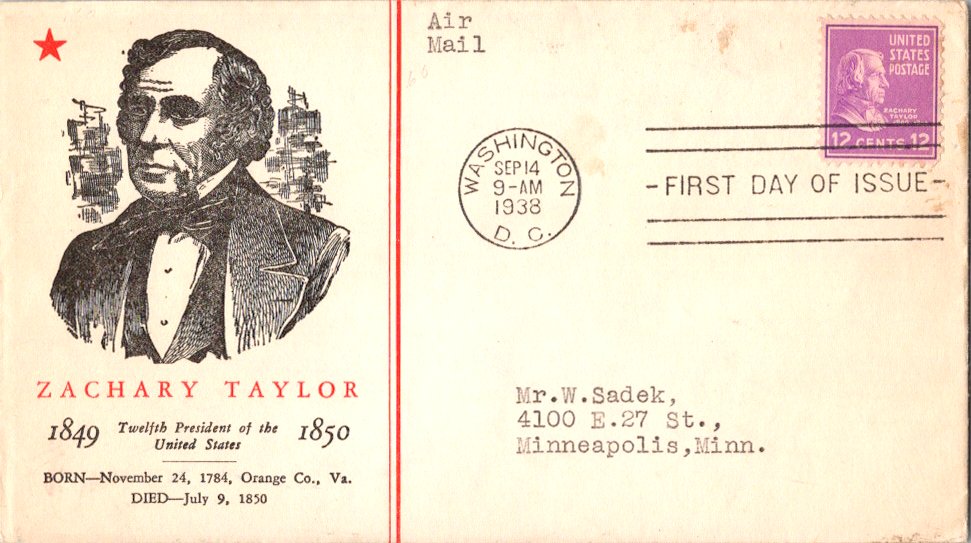 Air
Mail
UNITED
STATES
POSTAGE
ZACHARY
TAYLOR
12 CENTS 12
WASHINGTON
SEP 14
9-AM
1938
D. C.
-FIRST DAY OF ISSUE-
ZACHARY TAYLOR
1849 Twelfth President of the United States 1850
BORN—November 24, 1784, Orange Co., Va.
DIED—July 9, 1850
Mr.W.Sadek,
4100 E.27 St.,
Minneapolis,Minn.